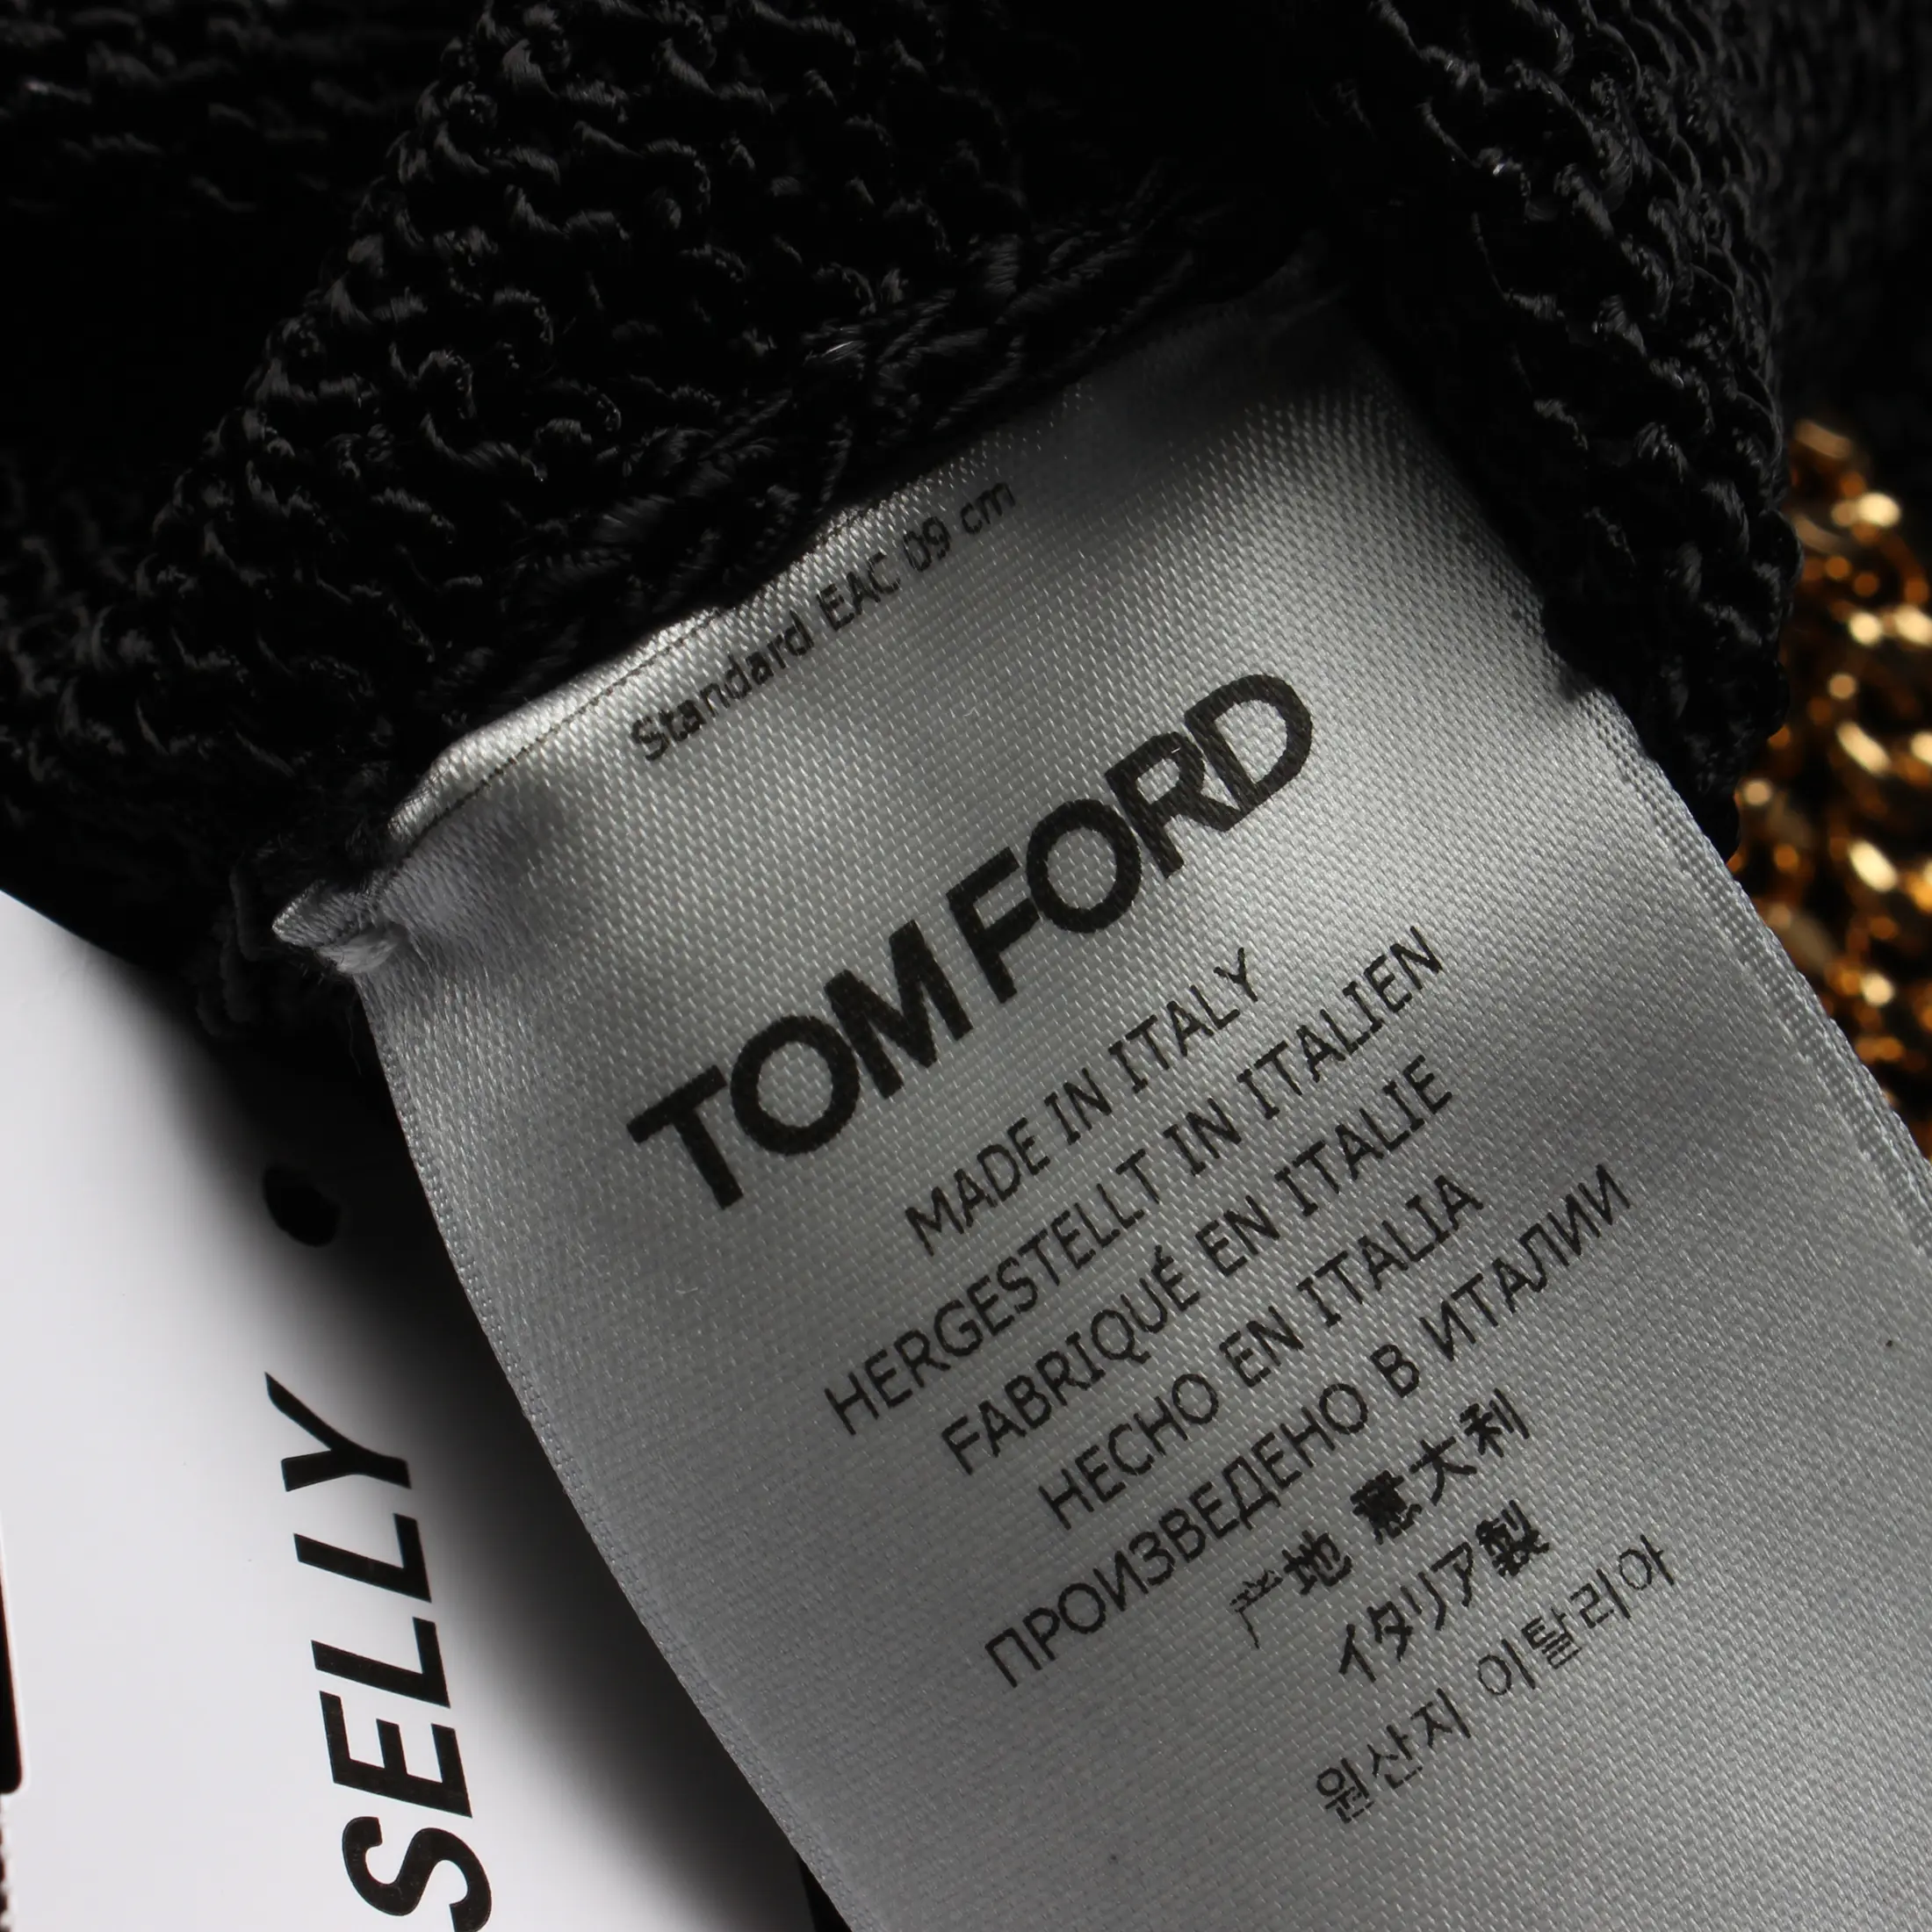 Standard EAC 09 cm
TOM FORD
MADE IN ITALY
HERGESTELLT IN ITALIEN
FABRIQUÉ EN ITALIE
HECHO EN ITALIA
ПРОИЗВЕДЕНО В ИТАЛИИ
产地 意大利
イタリア製
원산지 이탈리아
SELLY